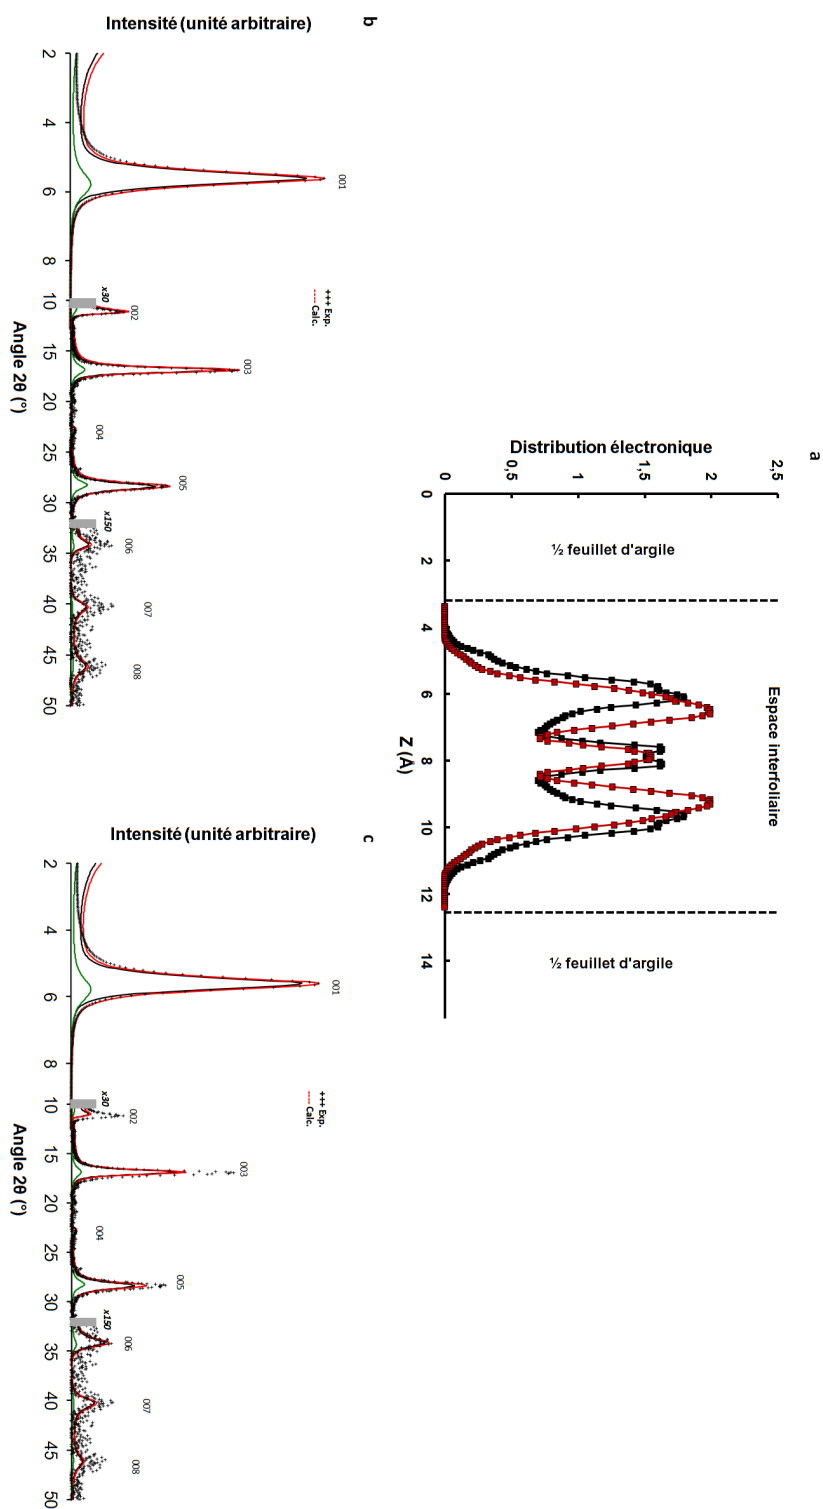 a
Distribution électronique
2,5
2
1,5
1
0,5
0
½ feuillet d'argile
Espace interfoliaire
½ feuillet d'argile
0
2
4
6
8
10
12
14
Z (Å)
b
Intensité (unité arbitraire)
001
+++ Exp.
---- Calc.
x30
002
003
004
005
x150
006
007
008
2
4
6
8
10
15
20
25
30
35
40
45
50
Angle 2θ (°)
c
Intensité (unité arbitraire)
001
+++ Exp.
---- Calc.
x30
002
003
004
005
x150
006
007
008
2
4
6
8
10
15
20
25
30
35
40
45
50
Angle 2θ (°)